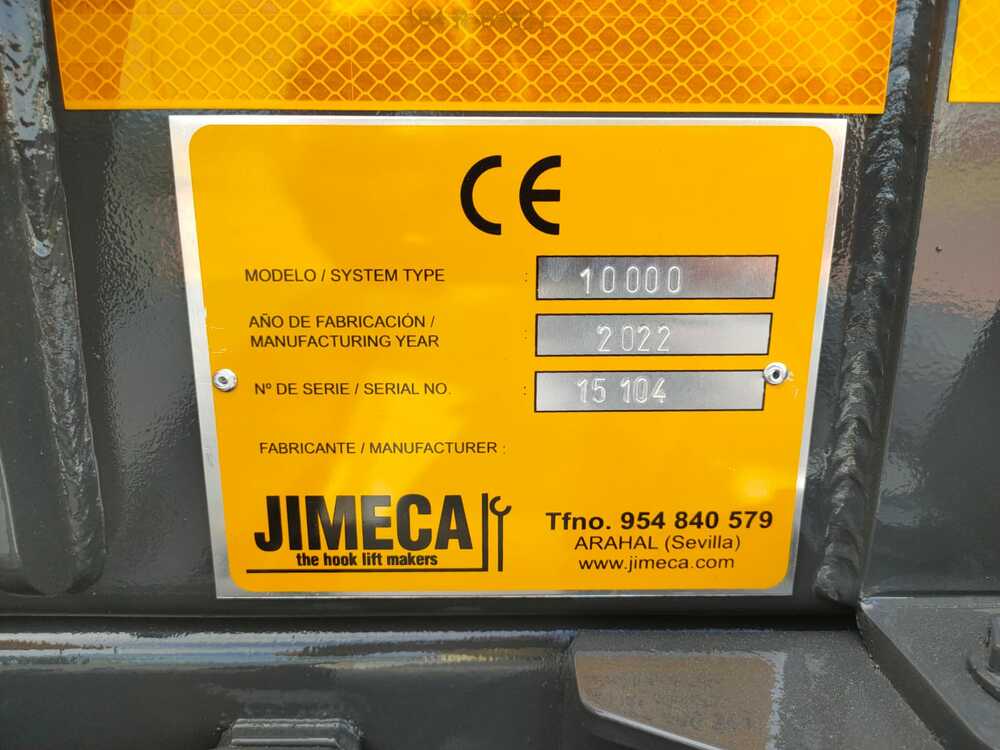 CE
MODELO / SYSTEM TYPE : 10000
AÑO DE FABRICACIÓN /
MANUFACTURING YEAR : 2022
Nº DE SERIE / SERIAL NO. : 15 104
FABRICANTE / MANUFACTURER :
JIMECA
the hook lift makers
Tfno. 954 840 579
ARAHAL (Sevilla)
www.jimeca.com